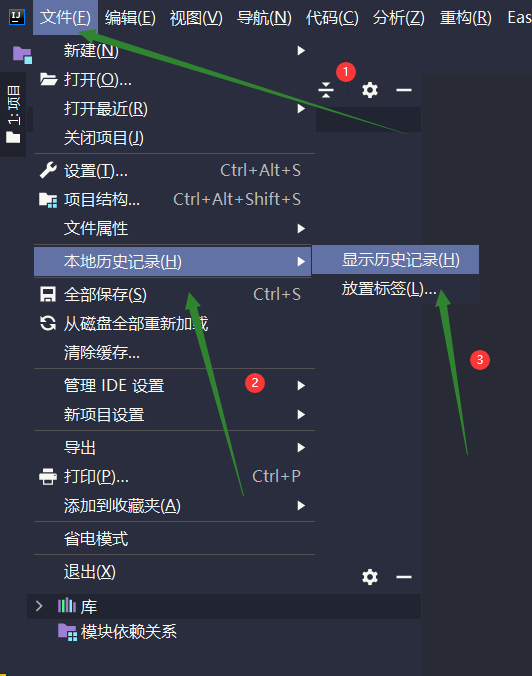 IJ 文件(F) 编辑(E) 视图(V) 导航(N) 代码(C) 分析(Z) 重构(R) Eas
新建(N)
打开(O)...
1
打开最近(R)
1: 项目
关闭项目(J)
设置(T)... Ctrl+Alt+S
项目结构... Ctrl+Alt+Shift+S
文件属性
本地历史记录(H) 显示历史记录(H)
全部保存(S) Ctrl+S 放置标签(L)...
从磁盘全部重新加载
清除缓存...
3
管理 IDE 设置 2
新项目设置
导出
打印(P)... Ctrl+P
添加到收藏夹(A)
省电模式
退出(X)
库
模块依赖关系